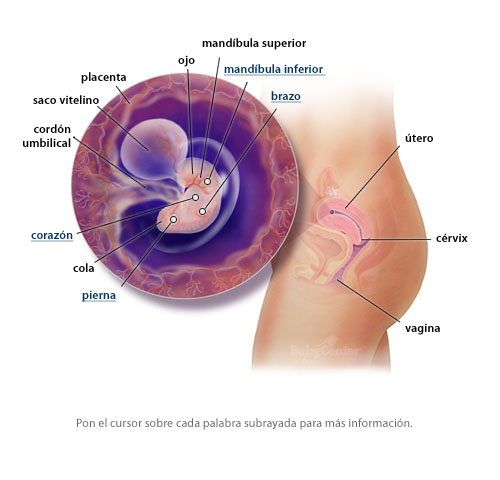 mandíbula superior
ojo
mandíbula inferior
placenta
brazo
saco vitelino
cordón
umbilical
útero
corazón
cérvix
cola
pierna
vagina
BabyCenter
Pon el cursor sobre cada palabra subrayada para más información.